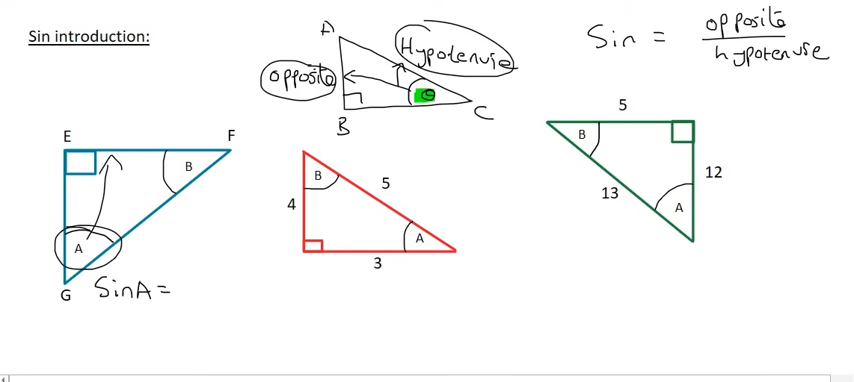 Sin introduction:
A
Hypotenuse
opposite
θ
B
C
Sin = opposite
hypotenuse
E
F
B
A
G
SinA =
B
5
4
A
3
5
B
12
13
A